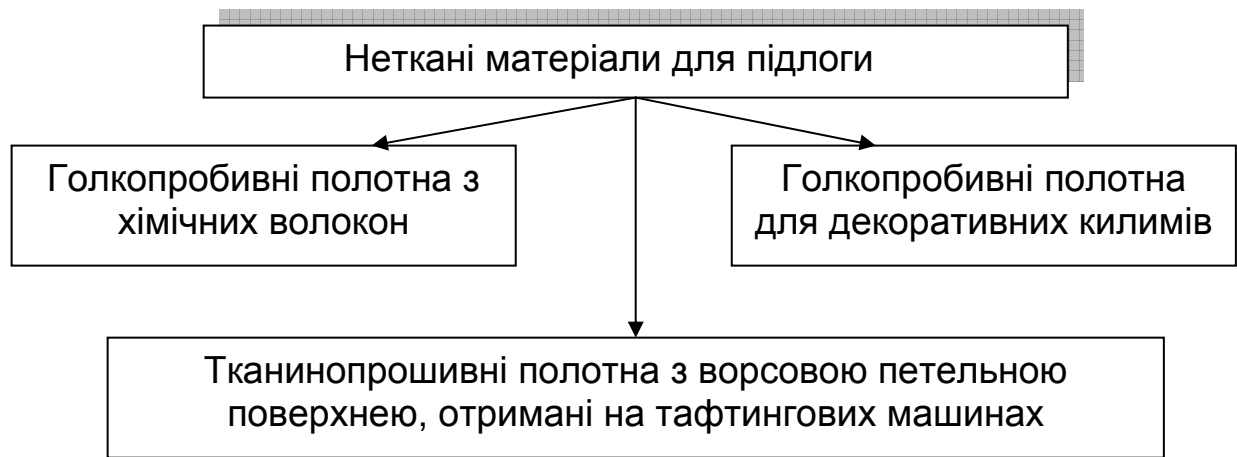 Неткані матеріали для підлоги
Голкопробивні полотна з
хімічних волокон
Голкопробивні полотна
для декоративних килимів
Тканинопрошивні полотна з ворсовою петельною
поверхнею, отримані на тафтингових машинах